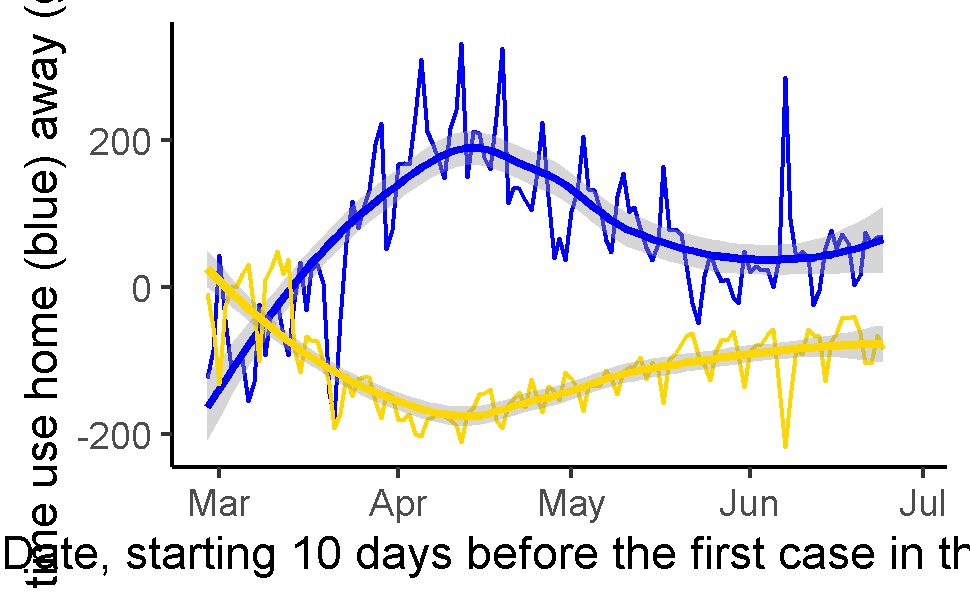 time use home (blue) away (
200
0
-200
Mar Apr May Jun Jul
Date, starting 10 days before the first case in th